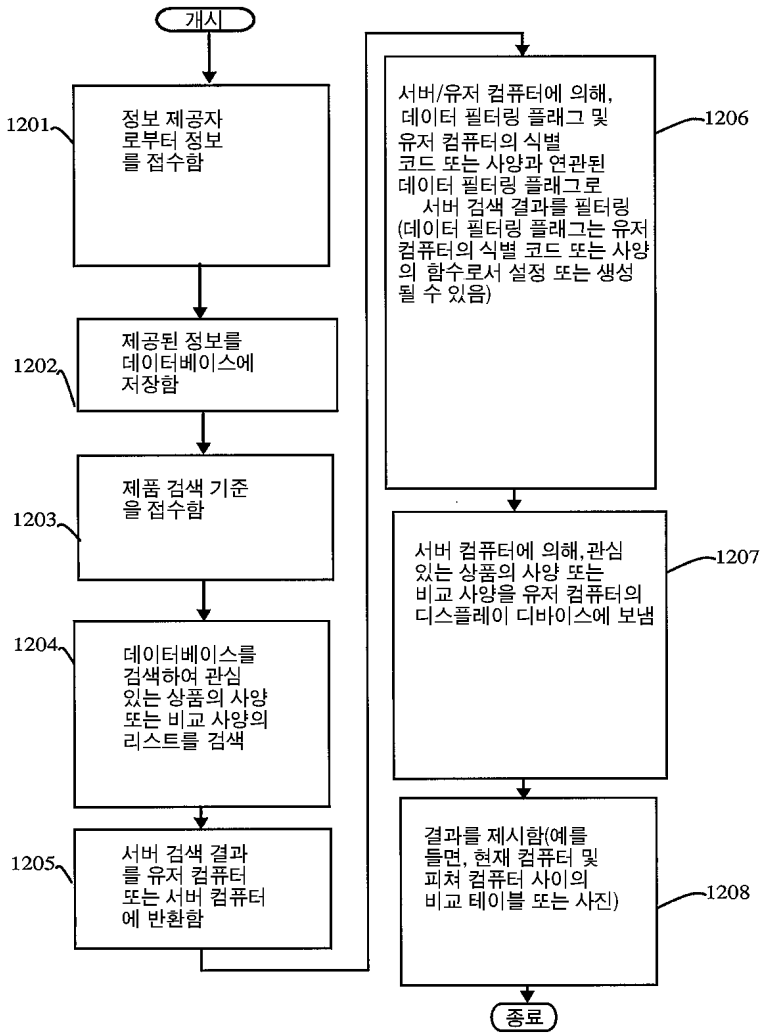 개시
1201
정보 제공자
로부터 정보
를 접수함
1202
제공된 정보를
데이터베이스에
저장함
1203
제품 검색 기준
을 접수함
1204
데이터베이스를
검색하여 관심
있는 상품의 사양
또는 비교 사양의
리스트를 검색
1205
서버 검색 결과
를 유저 컴퓨터
또는 서버 컴퓨터
에 반환함
1206
서버/유저 컴퓨터에 의해,
데이터 필터링 플래그 및
유저 컴퓨터의 식별
코드 또는 사양과 연관된
데이터 필터링 플래그로
서버 검색 결과를 필터링
(데이터 필터링 플래그는 유저
컴퓨터의 식별 코드 또는 사양
의 함수로서 설정 또는 생성
될 수 있음)
1207
서버 컴퓨터에 의해,관심
있는 상품의 사양 또는
비교 사양을 유저 컴퓨터의
디스플레이 디바이스에 보냄
1208
결과를 제시함(예를
들면, 현재 컴퓨터 및
피쳐 컴퓨터 사이의
비교 테이블 또는 사진)
종료